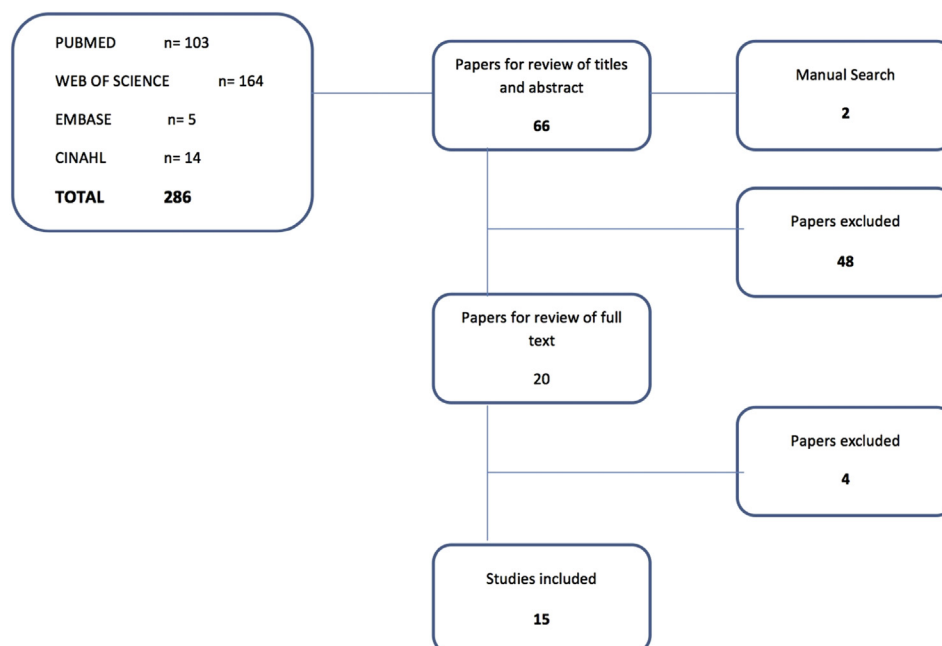 PUBMED n= 103
WEB OF SCIENCE n= 164
EMBASE n= 5
CINAHL n= 14
TOTAL 286
Papers for review of titles
and abstract
66
Manual Search
2
Papers excluded
48
Papers for review of full
text
20
Papers excluded
4
Studies included
15